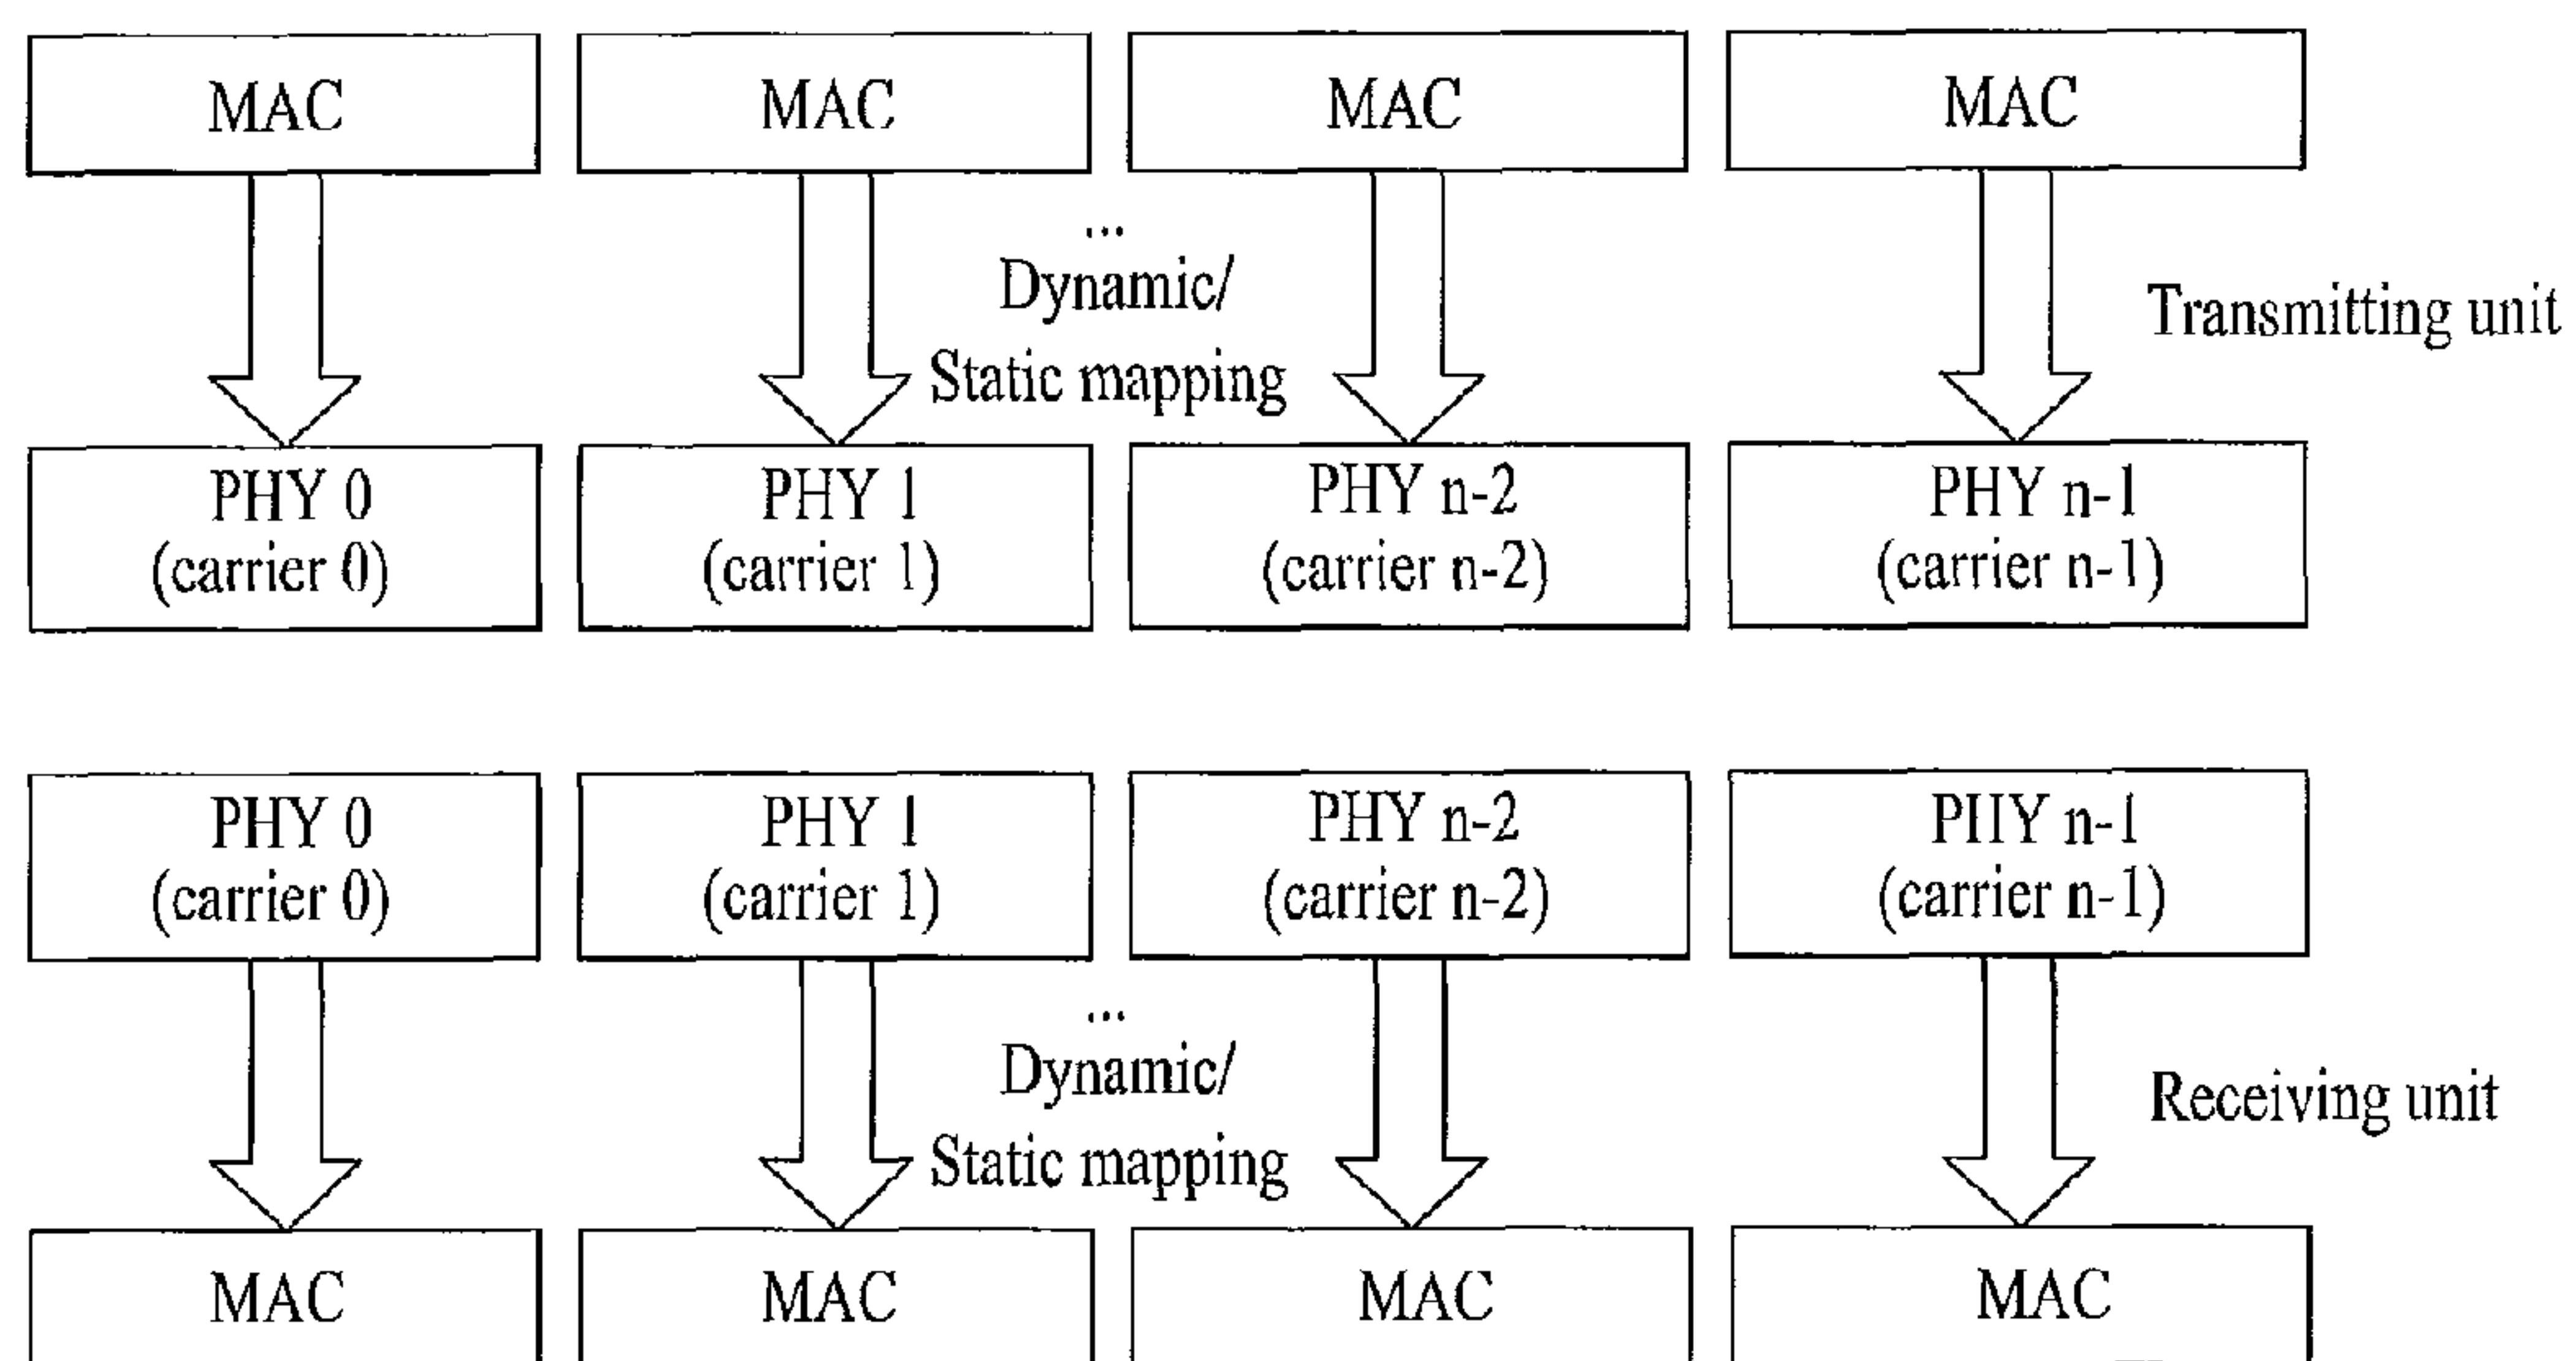 MAC MAC MAC MAC
...
Dynamic/
Static mapping
Transmitting unit
PHY 0 PHY 1 PHY n-2 PHY n-1
(carrier 0) (carrier 1) (carrier n-2) (carrier n-1)
PHY 0 PHY 1 PHY n-2 PHY n-1
(carrier 0) (carrier 1) (carrier n-2) (carrier n-1)
...
Dynamic/
Static mapping
Receiving unit
MAC MAC MAC MAC